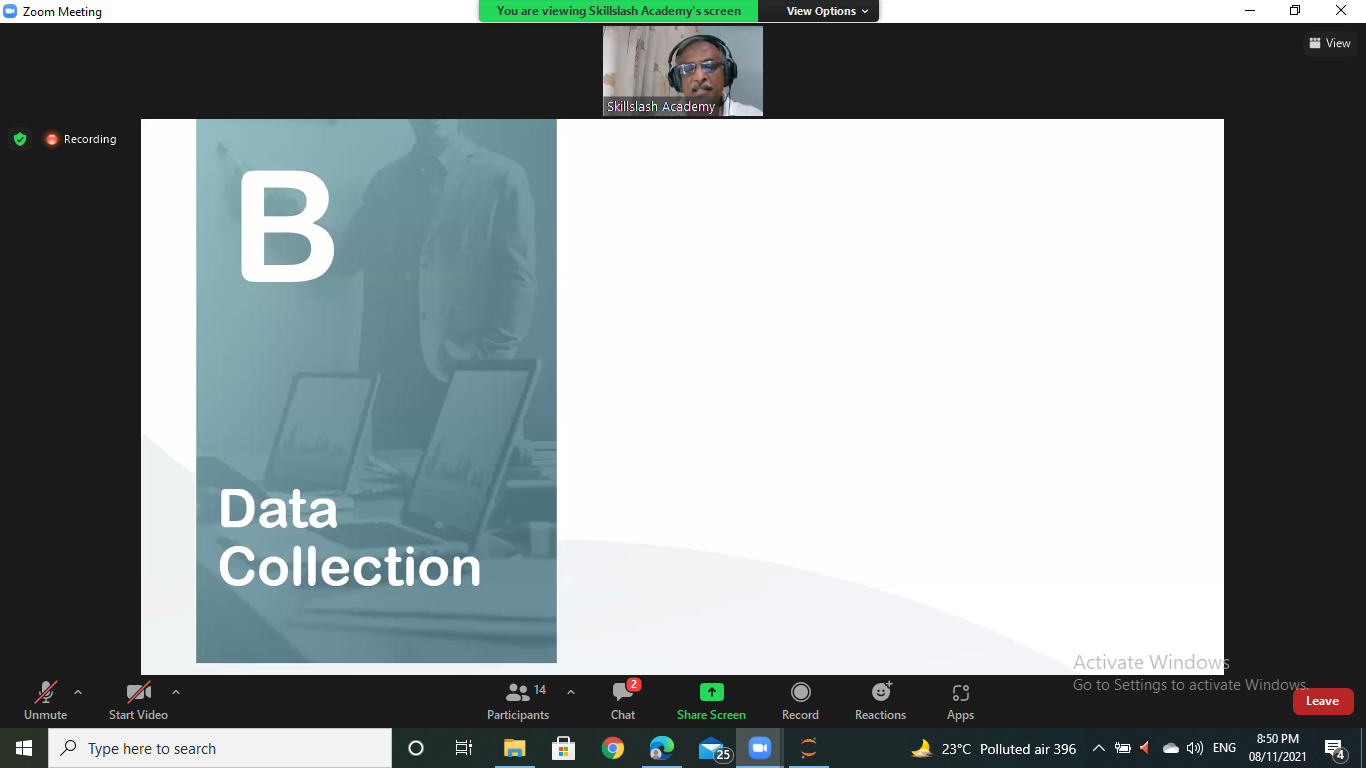 Zoom Meeting
You are viewing Skillslash Academy's screen
View Options
View
Skillslash Academy
Recording
B
Data
Collection
Activate Windows
Go to Settings to activate Windows.
Unmute
Start Video
14
Participants
2
Chat
Share Screen
Record
Reactions
Apps
Leave
Type here to search
25
23°C Polluted air 396
ENG
8:50 PM
08/11/2021
4